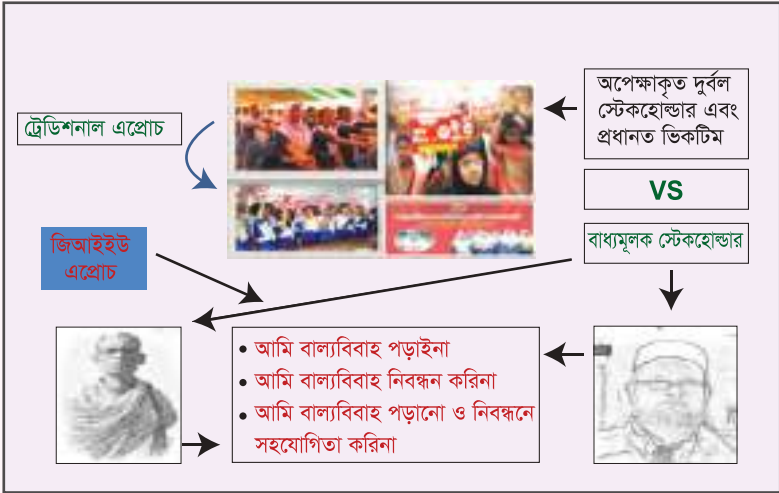 ট্রেডিশনাল এপ্রোচ
অপেক্ষাকৃত দুর্বল
স্টেকহোল্ডার এবং
প্রধানত ভিকটিম
VS
বাধ্যমূলক স্টেকহোল্ডার
জিআইইউ
এপ্রোচ
• আমি বাল্যবিবাহ পড়াইনা
• আমি বাল্যবিবাহ নিবন্ধন করিনা
• আমি বাল্যবিবাহ পড়ানো ও নিবন্ধনে
সহযোগিতা করিনা